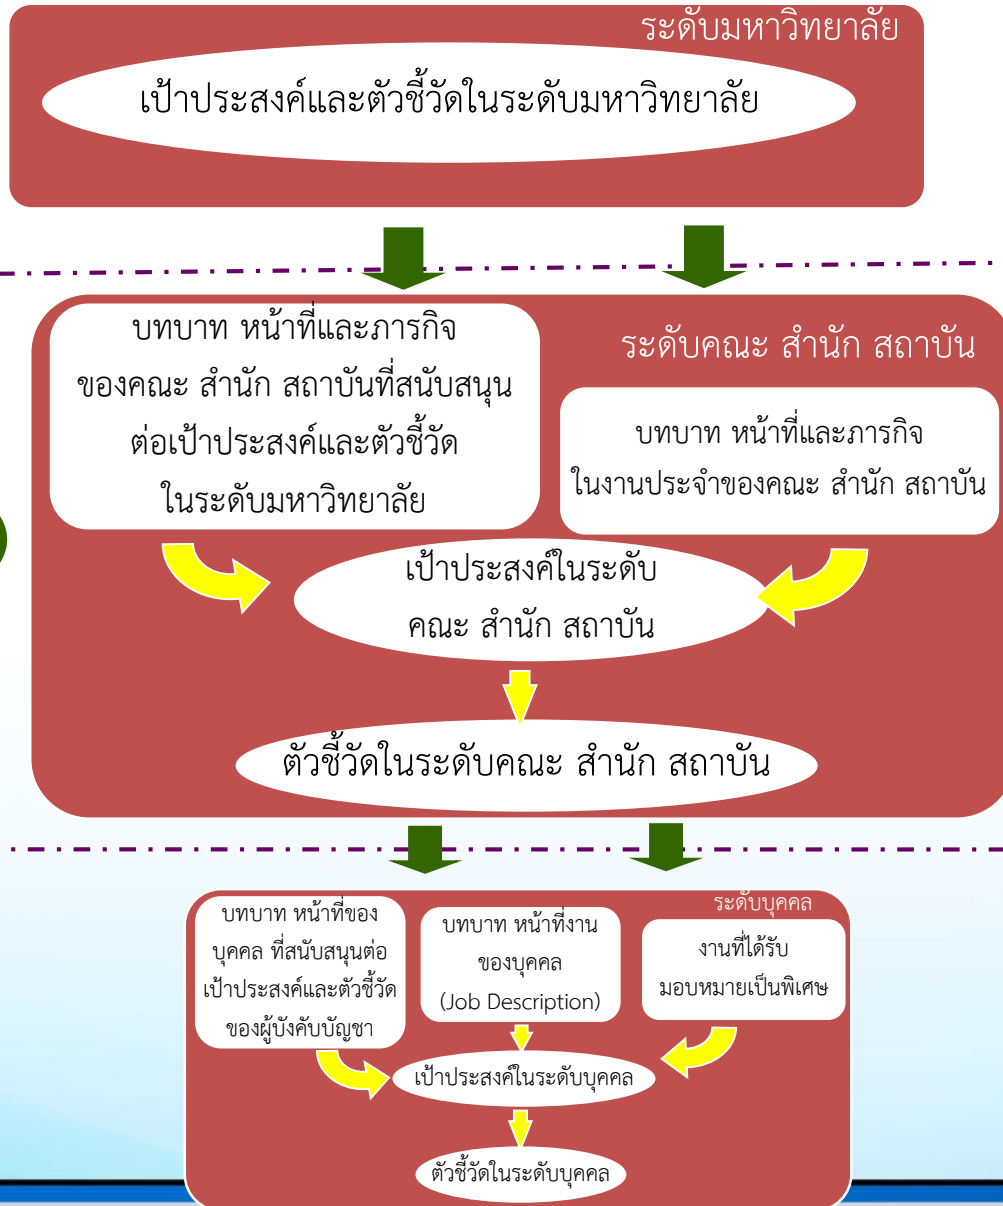 ระดับมหาวิทยาลัย
เป้าประสงค์และตัวชี้วัดในระดับมหาวิทยาลัย
บทบาท หน้าที่และภารกิจ
ของคณะ สำนัก สถาบันที่สนับสนุน
ต่อเป้าประสงค์และตัวชี้วัด
ในระดับมหาวิทยาลัย
ระดับคณะ สำนัก สถาบัน
บทบาท หน้าที่และภารกิจ
ในงานประจำของคณะ สำนัก สถาบัน
เป้าประสงค์ในระดับ
คณะ สำนัก สถาบัน
ตัวชี้วัดในระดับคณะ สำนัก สถาบัน
ระดับบุคคล
บทบาท หน้าที่ของ
บุคคล ที่สนับสนุนต่อ
เป้าประสงค์และตัวชี้วัด
ของผู้บังคับบัญชา
บทบาท หน้าที่งาน
ของบุคคล
(Job Description)
งานที่ได้รับ
มอบหมายเป็นพิเศษ
เป้าประสงค์ในระดับบุคคล
ตัวชี้วัดในระดับบุคคล